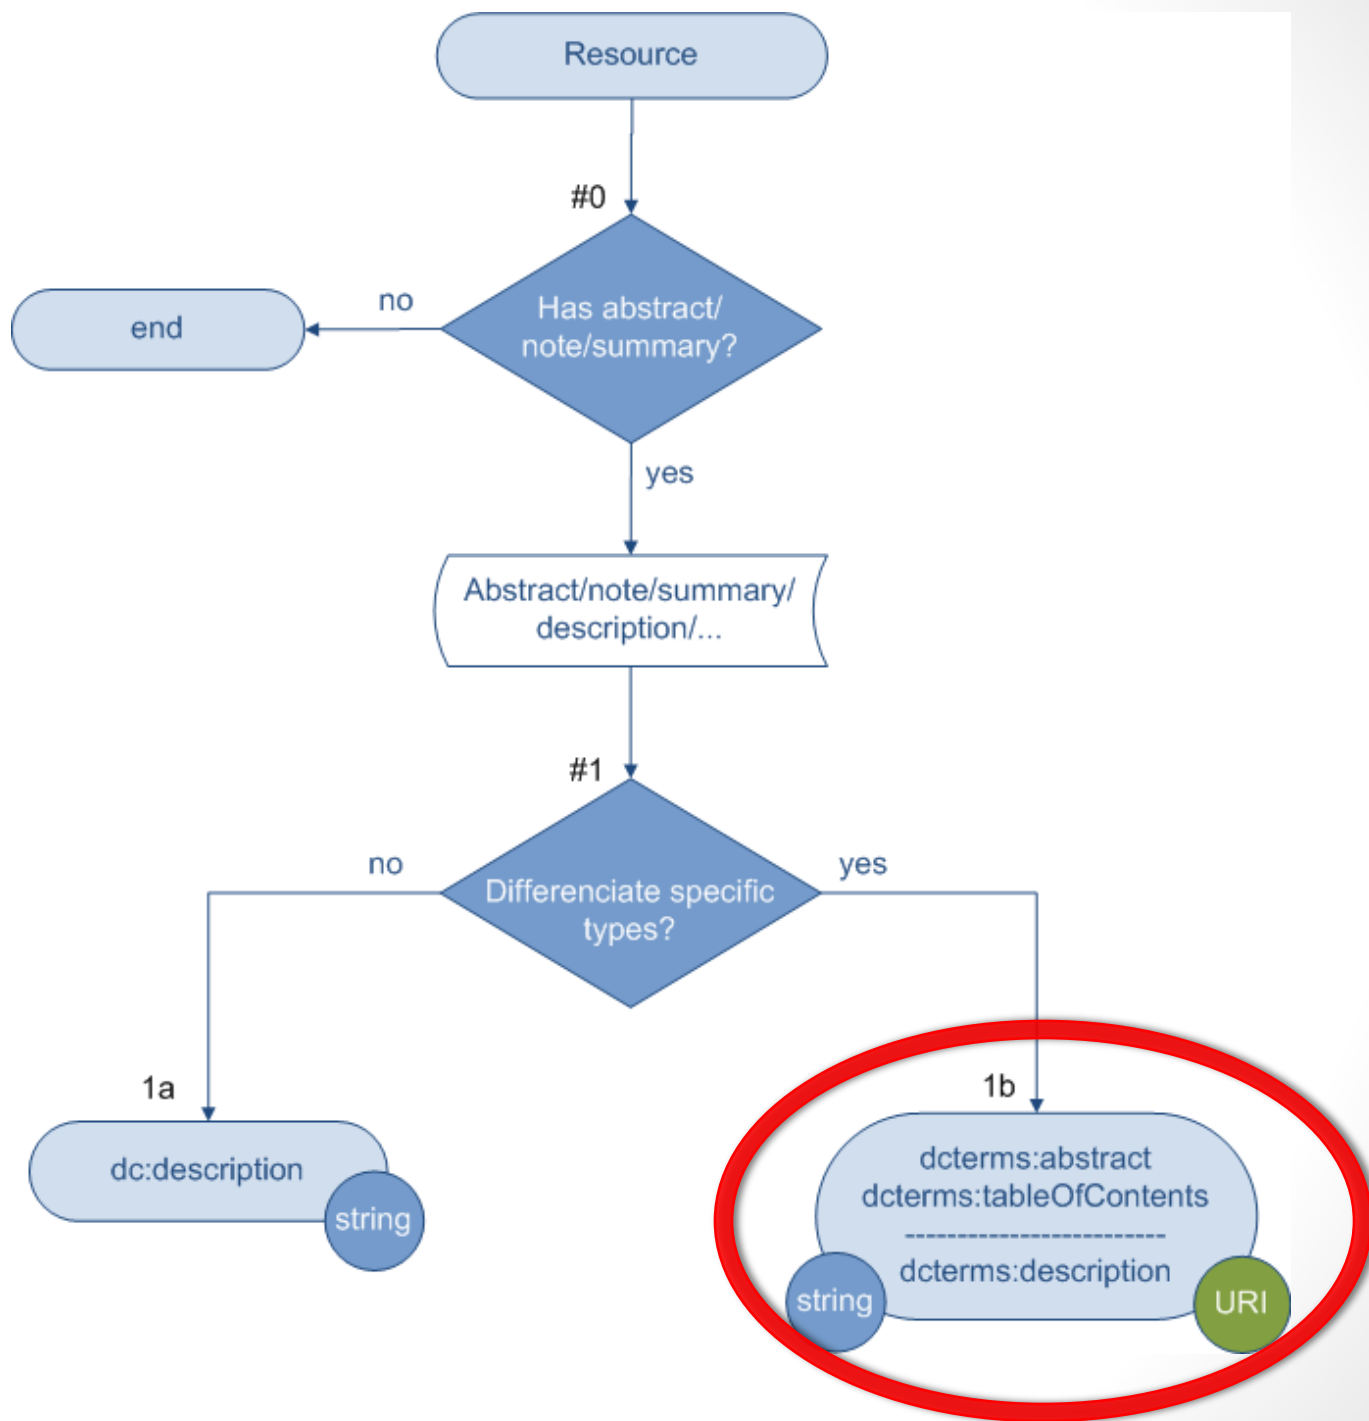 Resource
#0
Has abstract/
note/summary?
no
end
yes
Abstract/note/summary/
description/...
#1
Differenciate specific
types?
no
yes
1a
dc:description
string
1b
dcterms:abstract
dcterms:tableOfContents
-------------------------
dcterms:description
string
URI